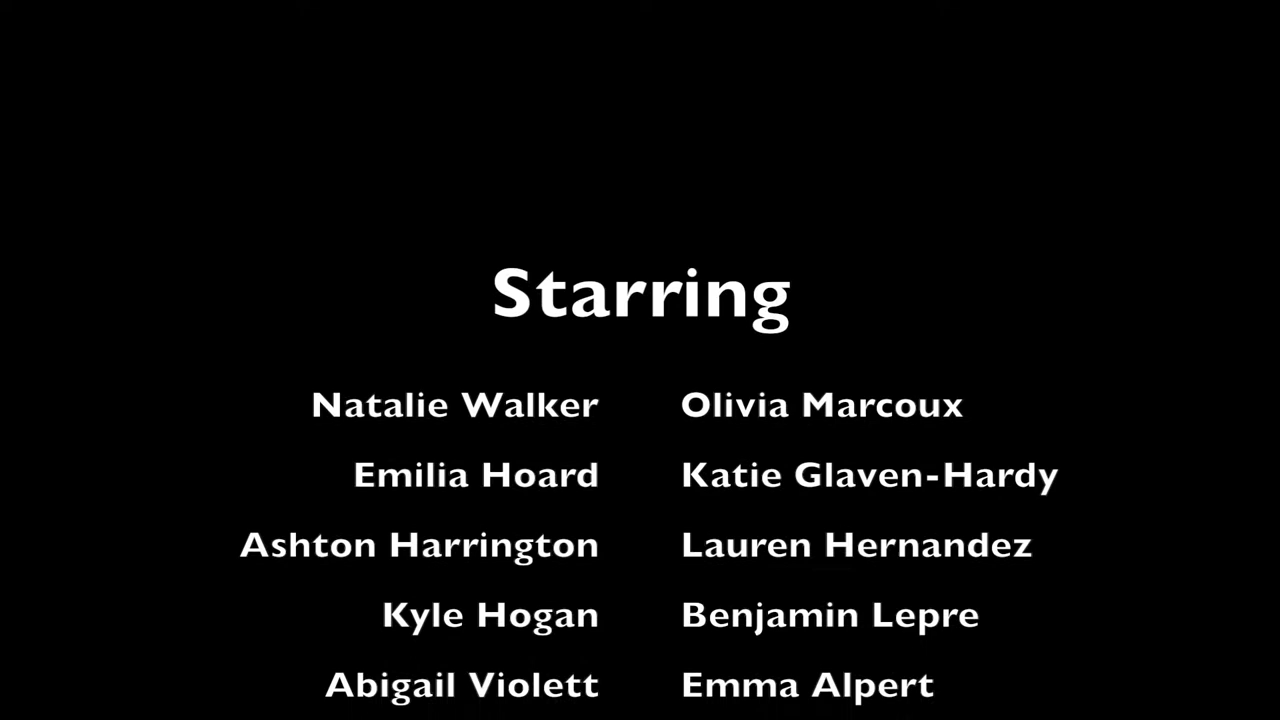 Starring
Natalie Walker Olivia Marcoux
Emilia Hoard Katie Glaven-Hardy
Ashton Harrington Lauren Hernandez
Kyle Hogan Benjamin Lepre
Abigail Violett Emma Alpert